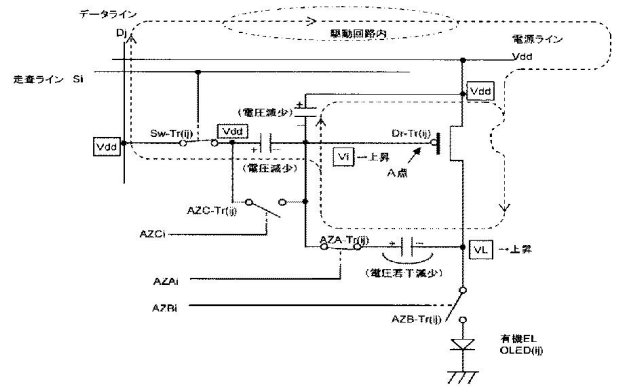 データライン
Dj
駆動回路内
電源ライン
Vdd
走査ライン Si
Vdd
+
(電圧減少)
Sw-Tr(ij)
Vdd
Dr-Tr(ij)
Vdd
+ －
(電圧減少)
Vi →上昇
A点
AZC-Tr(ij)
AZCi
AZA-Tr(ij)
+ －
VL →上昇
AZAi
(電圧若干減少)
AZBi
AZB-Tr(ij)
有機EL
OLED(ij)